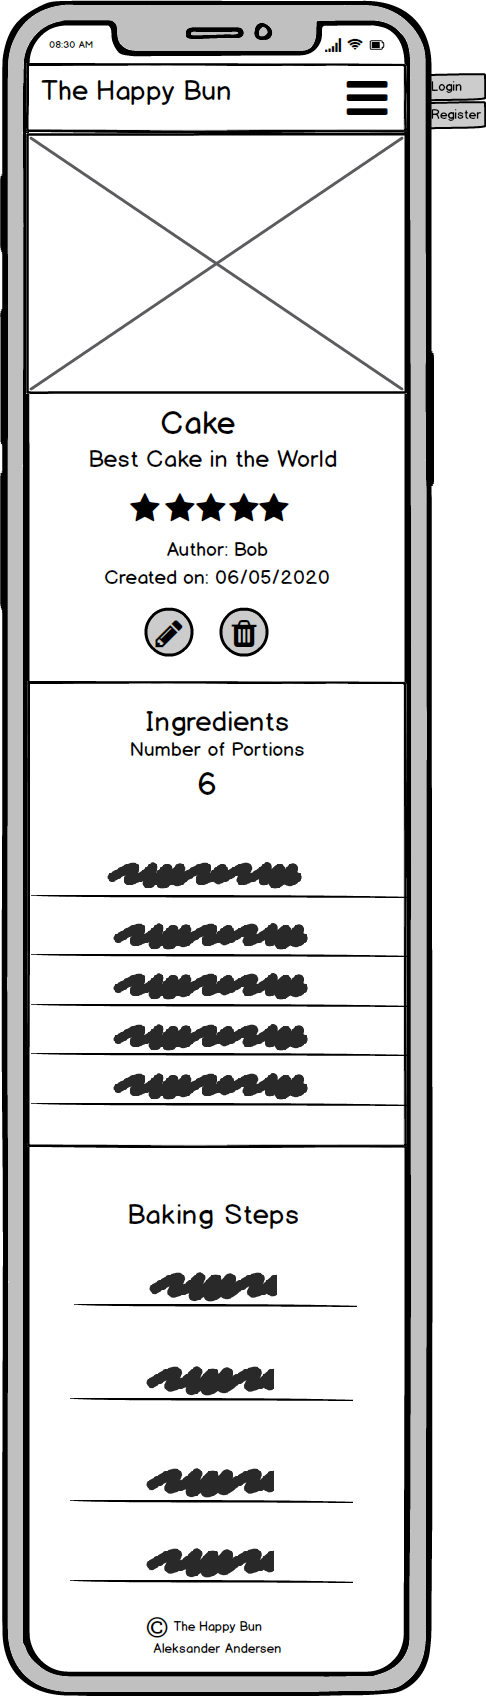 08:30 AM
The Happy Bun
Login
Register
Cake
Best Cake in the World
Author: Bob
Created on: 06/05/2020
Ingredients
Number of Portions
6
Baking Steps
© The Happy Bun
Aleksander Andersen